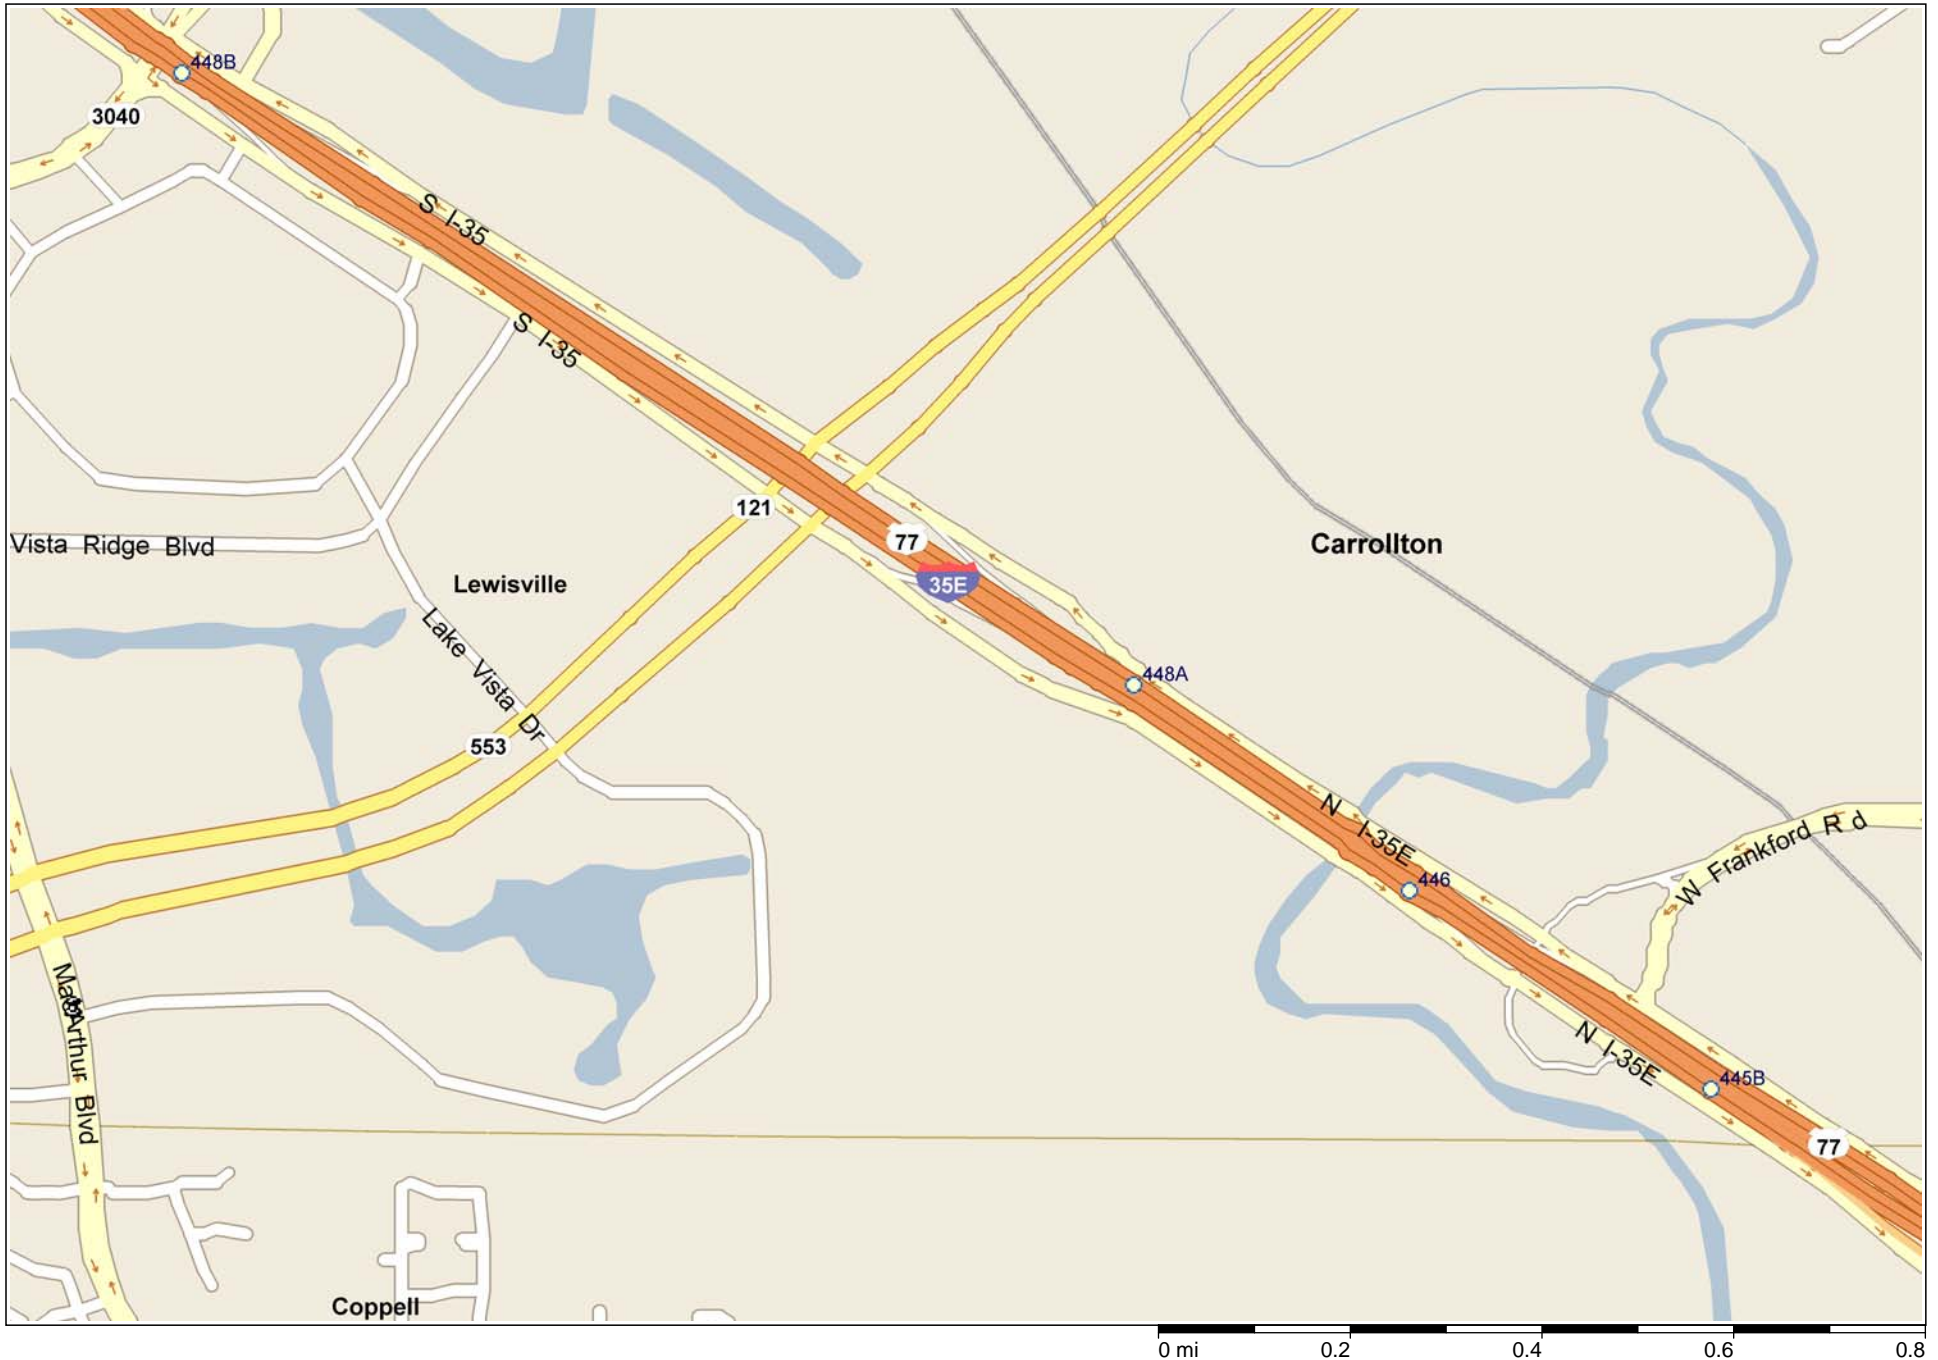 448B
3040
S I-35
S I-35
121
77
Carrollton
35E
Vista Ridge Blvd
Lewisville
Lake Vista Dr
448A
553
N I-35E
W Frankford Rd
446
MacArthur Blvd
N I-35E
445B
77
Coppell
0 mi 0.2 0.4 0.6 0.8